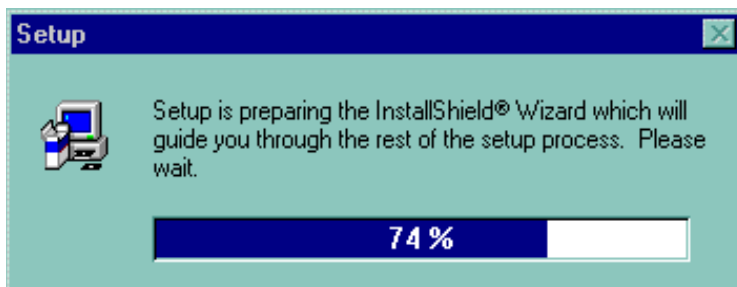 Setup
Setup is preparing the InstallShield® Wizard which will
guide you through the rest of the setup process.  Please
wait.
74 %